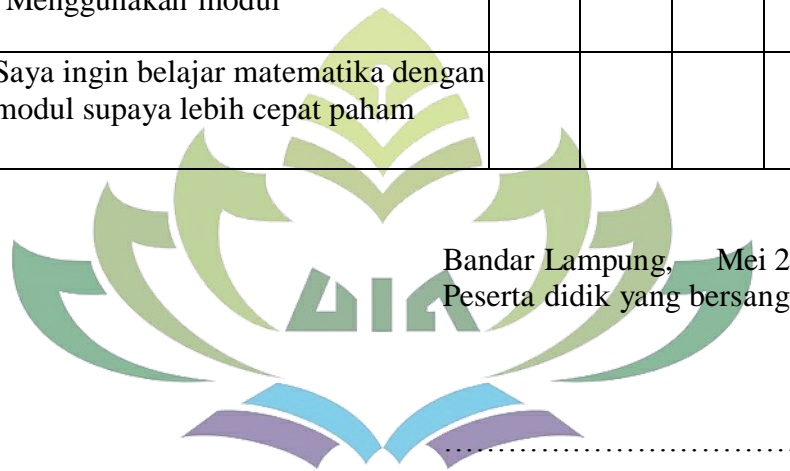 Menggunakan modul
Saya ingin belajar matematika dengan
modul supaya lebih cepat paham
Bandar Lampung, Mei 2
Peserta didik yang bersang
UIN
………………………………